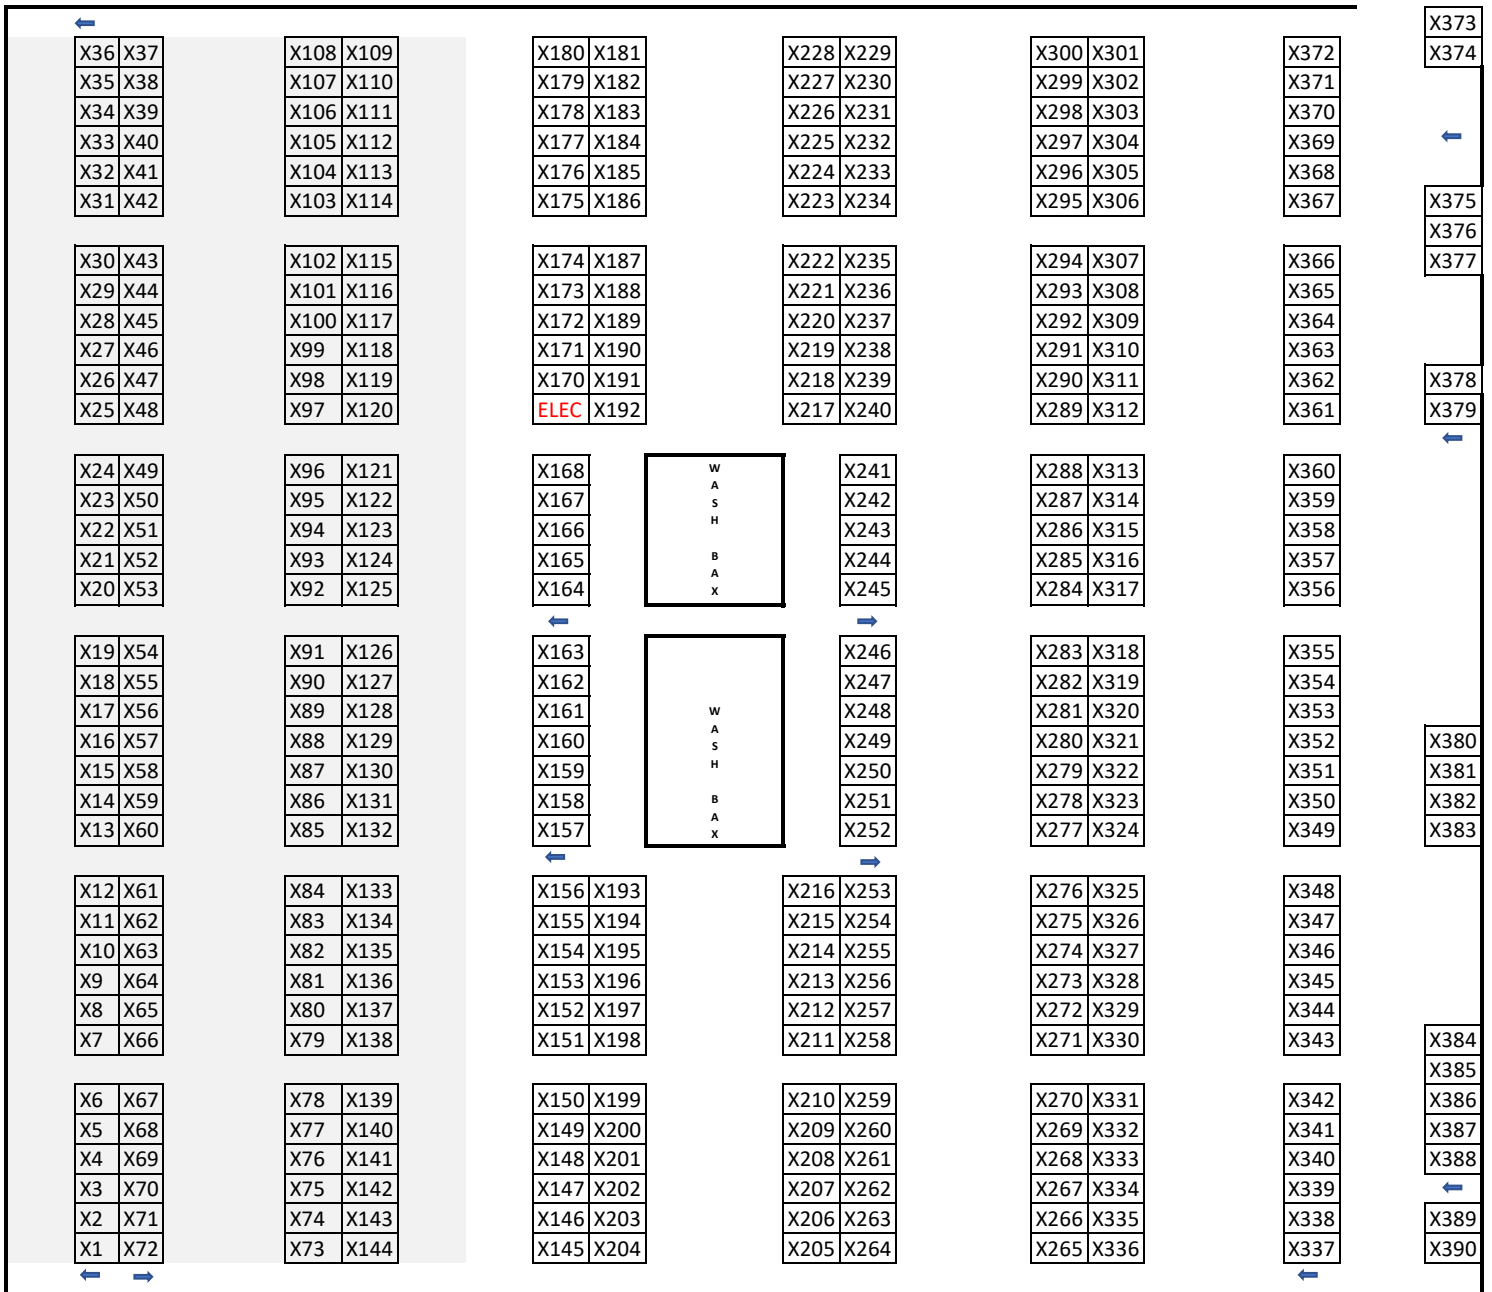 X373
X36 X37 X108 X109 X180 X181 X228 X229 X300 X301 X372 X374
X35 X38 X107 X110 X179 X182 X227 X230 X299 X302 X371
X34 X39 X106 X111 X178 X183 X226 X231 X298 X303 X370
X33 X40 X105 X112 X177 X184 X225 X232 X297 X304 X369
X32 X41 X104 X113 X176 X185 X224 X233 X296 X305 X368
X31 X42 X103 X114 X175 X186 X223 X234 X295 X306 X367 X375
X376
X30 X43 X102 X115 X174 X187 X222 X235 X294 X307 X366 X377
X29 X44 X101 X116 X173 X188 X221 X236 X293 X308 X365
X28 X45 X100 X117 X172 X189 X220 X237 X292 X309 X364
X27 X46 X99 X118 X171 X190 X219 X238 X291 X310 X363
X26 X47 X98 X119 X170 X191 X218 X239 X290 X311 X362 X378
X25 X48 X97 X120 ELEC X192 X217 X240 X289 X312 X361 X379
X24 X49 X96 X121 X168 WASH BAX X241 X288 X313 X360
X23 X50 X95 X122 X167 X242 X287 X314 X359
X22 X51 X94 X123 X166 X243 X286 X315 X358
X21 X52 X93 X124 X165 X244 X285 X316 X357
X20 X53 X92 X125 X164 X245 X284 X317 X356
X19 X54 X91 X126 X163 X246 X283 X318 X355
X18 X55 X90 X127 X162 X247 X282 X319 X354
X17 X56 X89 X128 X161 WASH BAX X248 X281 X320 X353
X16 X57 X88 X129 X160 X249 X280 X321 X352 X380
X15 X58 X87 X130 X159 X250 X279 X322 X351 X381
X14 X59 X86 X131 X158 X251 X278 X323 X350 X382
X13 X60 X85 X132 X157 X252 X277 X324 X349 X383
X12 X61 X84 X133 X156 X193 X216 X253 X276 X325 X348
X11 X62 X83 X134 X155 X194 X215 X254 X275 X326 X347
X10 X63 X82 X135 X154 X195 X214 X255 X274 X327 X346
X9 X64 X81 X136 X153 X196 X213 X256 X273 X328 X345
X8 X65 X80 X137 X152 X197 X212 X257 X272 X329 X344
X7 X66 X79 X138 X151 X198 X211 X258 X271 X330 X343 X384
X385
X6 X67 X78 X139 X150 X199 X210 X259 X270 X331 X342 X386
X5 X68 X77 X140 X149 X200 X209 X260 X269 X332 X341 X387
X4 X69 X76 X141 X148 X201 X208 X261 X268 X333 X340 X388
X3 X70 X75 X142 X147 X202 X207 X262 X267 X334 X339
X2 X71 X74 X143 X146 X203 X206 X263 X266 X335 X338 X389
X1 X72 X73 X144 X145 X204 X205 X264 X265 X336 X337 X390